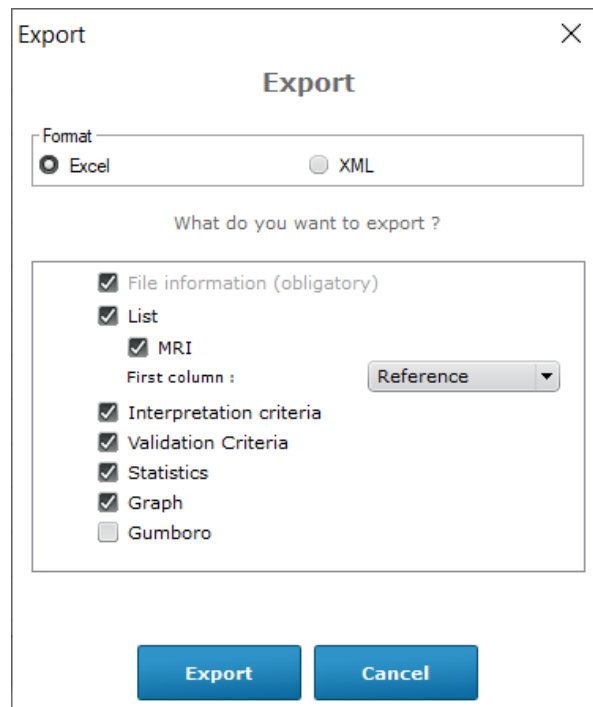 Export
Export
Format
Excel XML
What do you want to export ?
File information (obligatory)
List
MRI
First column : Reference
Interpretation criteria
Validation Criteria
Statistics
Graph
Gumboro
Export Cancel